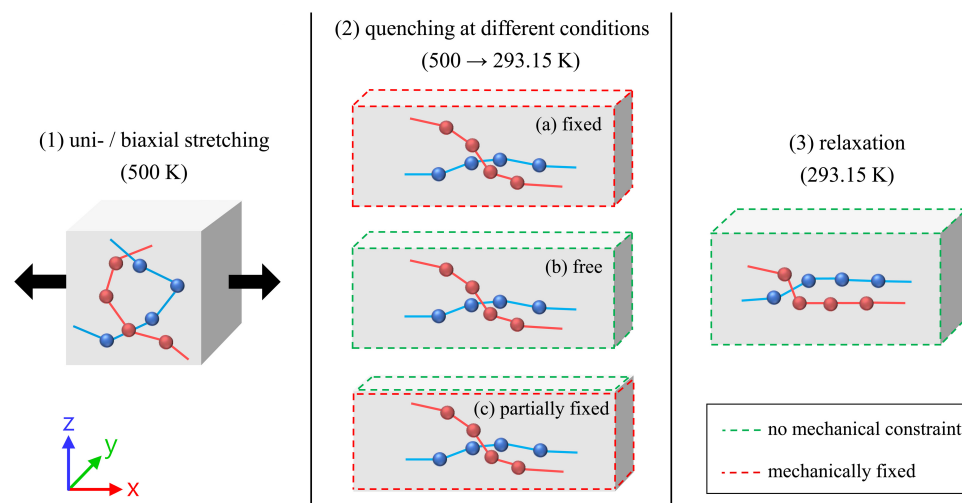 (1) uni- / biaxial stretching
(500 K)
z
y
x
(2) quenching at different conditions
(500 → 293.15 K)
(a) fixed
(b) free
(c) partially fixed
(3) relaxation
(293.15 K)
no mechanical constraint
mechanically fixed